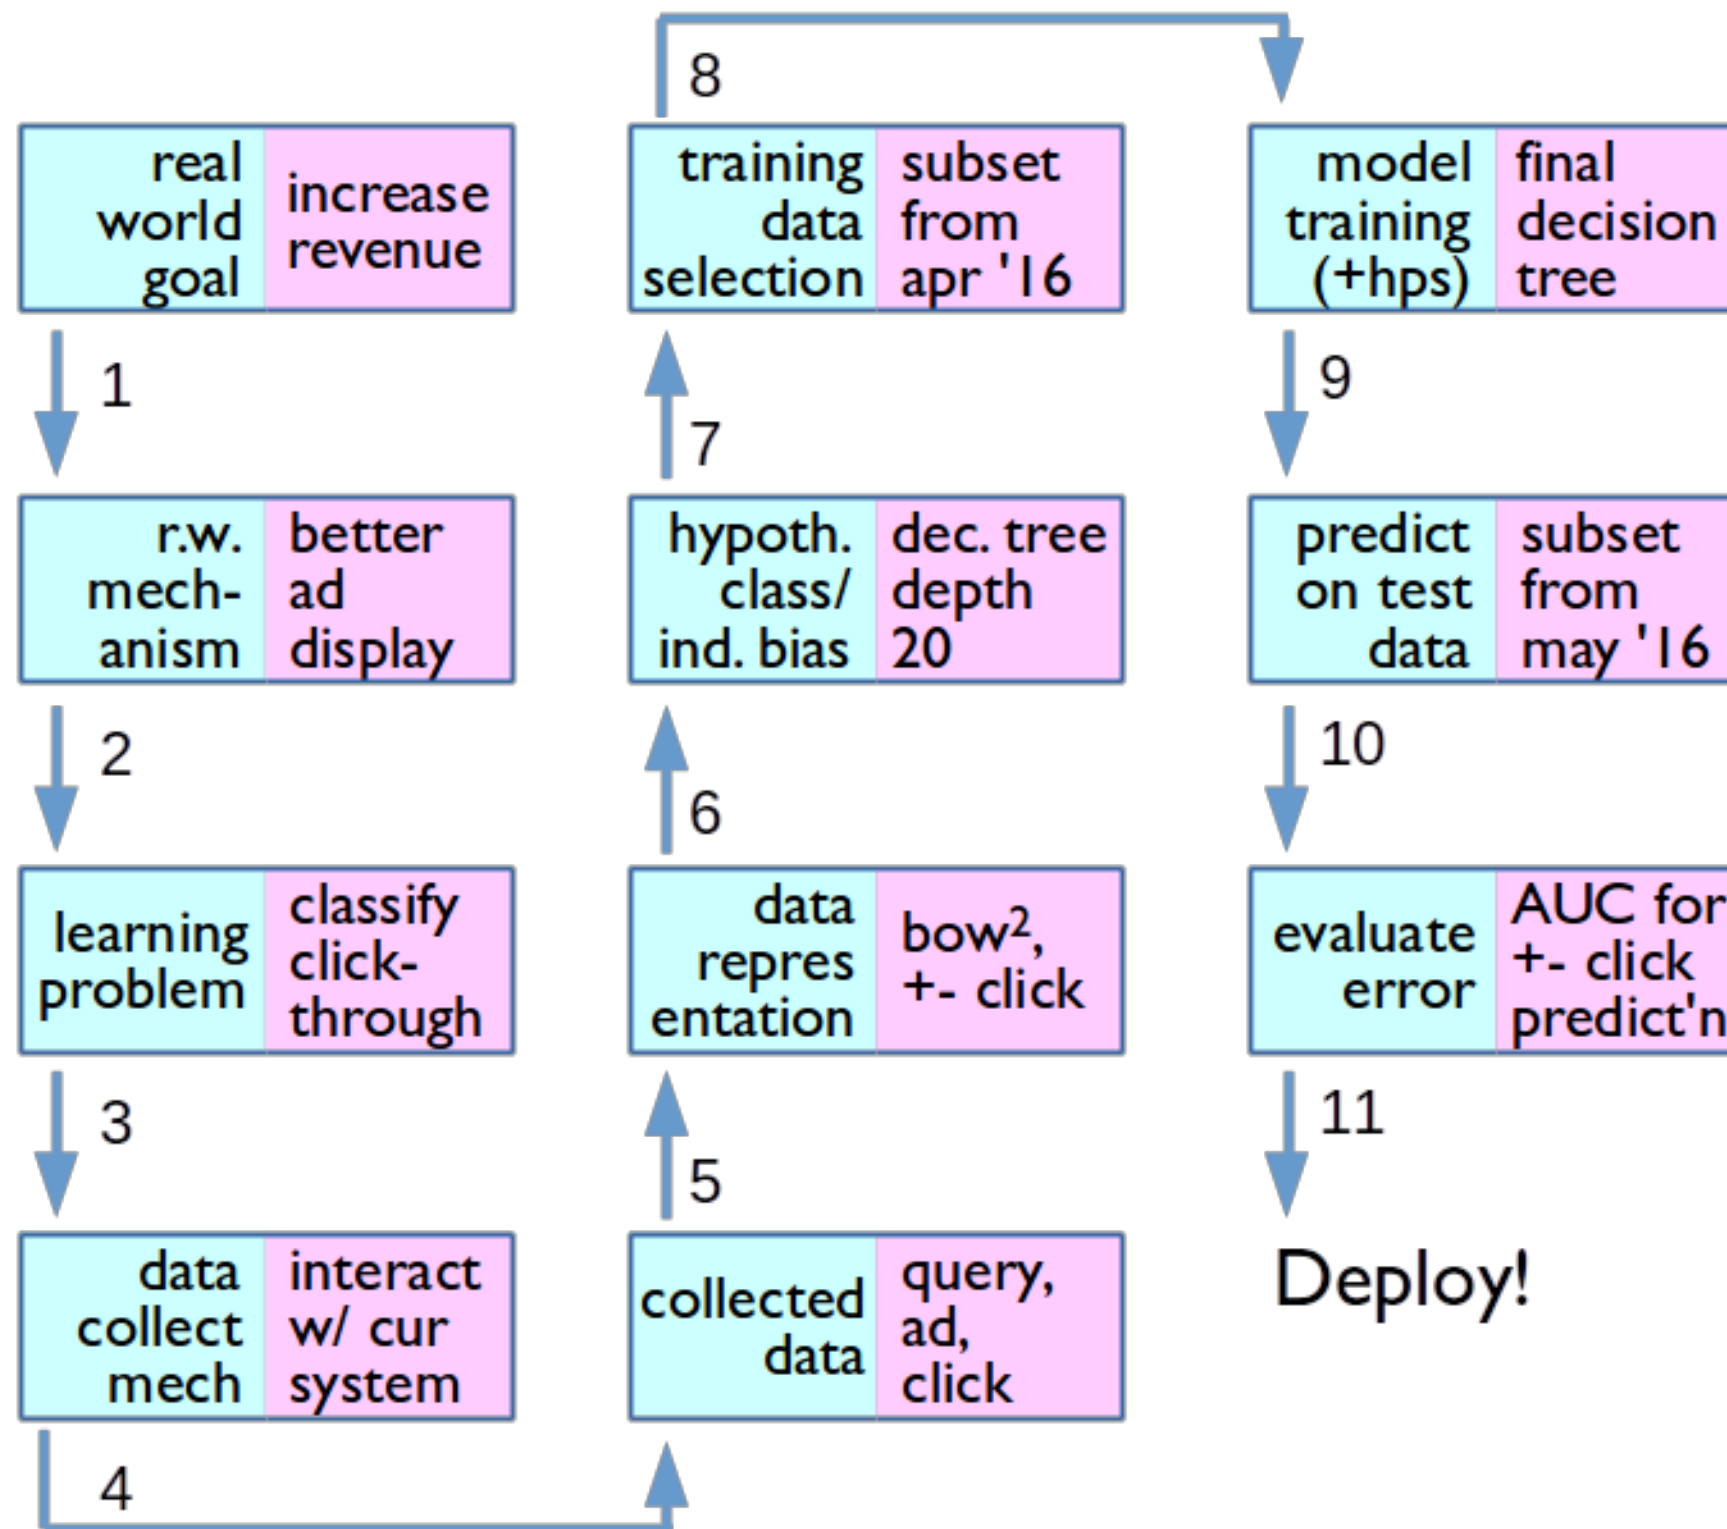 real
world
goal
increase
revenue
1
r.w.
mech-
anism
better
ad
display
2
learning
problem
classify
click-
through
3
data
collect
mech
interact
w/ cur
system
4
collected
data
query,
ad,
click
5
data
repres
entation
bow²,
+- click
6
hypoth.
class/
ind. bias
dec. tree
depth
20
7
training
data
selection
subset
from
apr '16
8
model
training
(+hps)
final
decision
tree
9
predict
on test
data
subset
from
may '16
10
evaluate
error
AUC for
+- click
predict'n
11
Deploy!